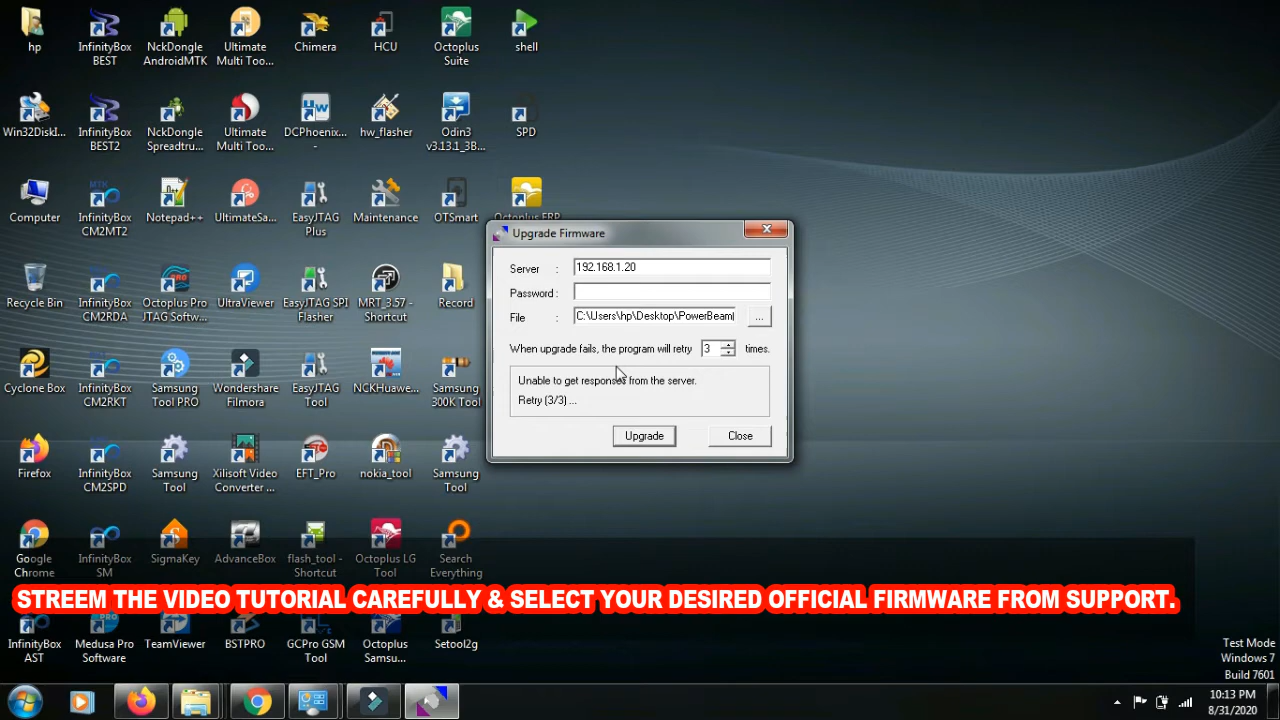 hp
InfinityBox
BEST
NckDongle
AndroidMTK
Ultimate
Multi Too...
Chimera
HCU
Octoplus
Suite
shell
Win32DiskI...
InfinityBox
BEST2
NckDongle
Spreadtru...
Ultimate
Multi Too...
DCPhoenix...
-
hw_flasher
Odin3
v3.13.1_3B...
SPD
Computer
InfinityBox
CM2MT2
Notepad++
UltimateSa...
EasyJTAG
Plus
Maintenance
OTSmart
Octoplus FRP
Recycle Bin
InfinityBox
CM2RDA
Octoplus Pro
JTAG Softw...
UltraViewer
EasyJTAG SPI
Flasher
MRT_3.57 -
Shortcut
Record
Cyclone Box
InfinityBox
CM2RKT
Samsung
Tool PRO
Wondershare
Filmora
EasyJTAG
Tool
NCKHuawe...
Samsung
300K Tool
Firefox
InfinityBox
CM2SPD
Samsung
Tool
Xilisoft Video
Converter ...
EFT_Pro
nokia_tool
Samsung
Tool
Google
Chrome
InfinityBox
SM
SigmaKey
AdvanceBox
flash_tool -
Shortcut
Octoplus LG
Tool
Search
Everything
InfinityBox
AST
Medusa Pro
Software
TeamViewer
BSTPRO
GCPro GSM
Tool
Octoplus
Samsu...
Setool2g
Upgrade Firmware
Server : 192.168.1.20
Password :
File : C:\Users\hp\Desktop\PowerBeamI ...
When upgrade fails, the program will retry 3 times.
Unable to get responses from the server.
Retry (3/3) ...
Upgrade Close
STREEM THE VIDEO TUTORIAL CAREFULLY & SELECT YOUR DESIRED OFFICIAL FIRMWARE FROM SUPPORT.
Test Mode
Windows 7
Build 7601
10:13 PM
8/31/2020